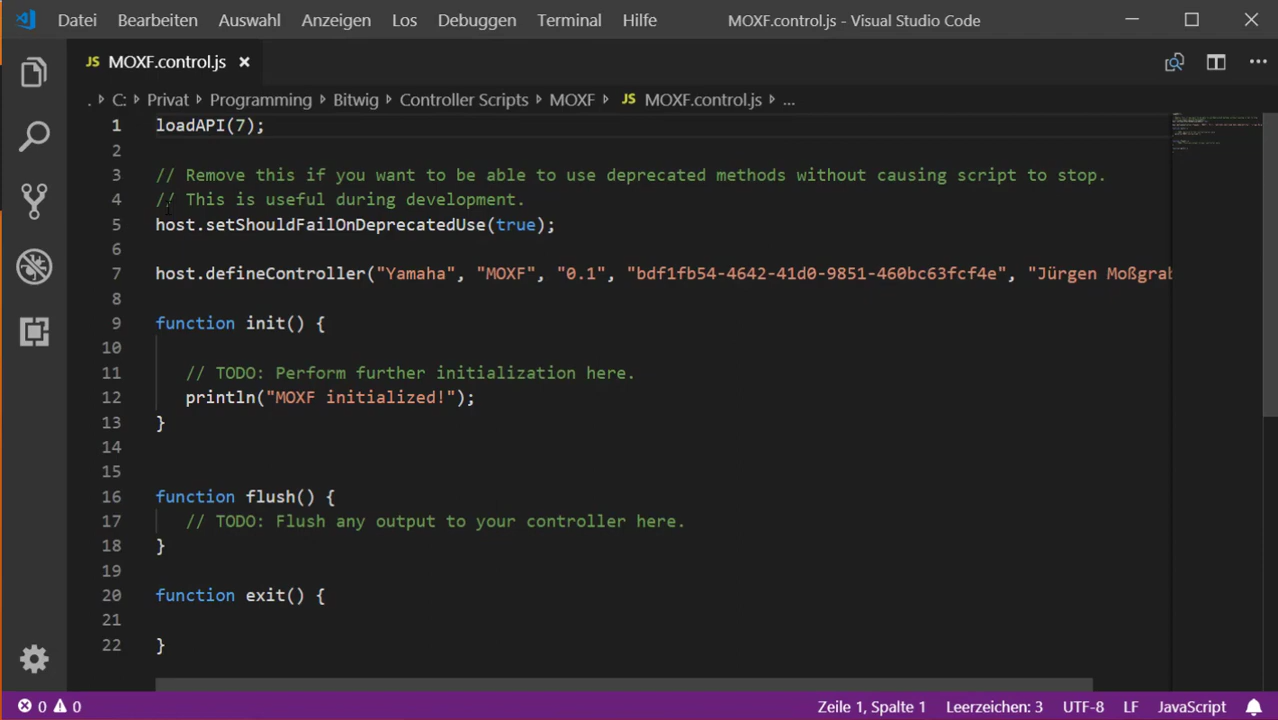 Datei Bearbeiten Auswahl Anzeigen Los Debuggen Terminal Hilfe MOXF.control.js - Visual Studio Code
JS MOXF.control.js
. C: Privat Programming Bitwig Controller Scripts MOXF JS MOXF.control.js ...
1 loadAPI(7);
2
3 // Remove this if you want to be able to use deprecated methods without causing script to stop.
4 // This is useful during development.
5 host.setShouldFailOnDeprecatedUse(true);
6
7 host.defineController("Yamaha", "MOXF", "0.1", "bdf1fb54-4642-41d0-9851-460bc63fcf4e", "Jürgen Moßgrab
8
9 function init() {
10
11 // TODO: Perform further initialization here.
12 println("MOXF initialized!");
13 }
14
15
16 function flush() {
17 // TODO: Flush any output to your controller here.
18 }
19
20 function exit() {
21
22 }
0 0 Zeile 1, Spalte 1 Leerzeichen: 3 UTF-8 LF JavaScript